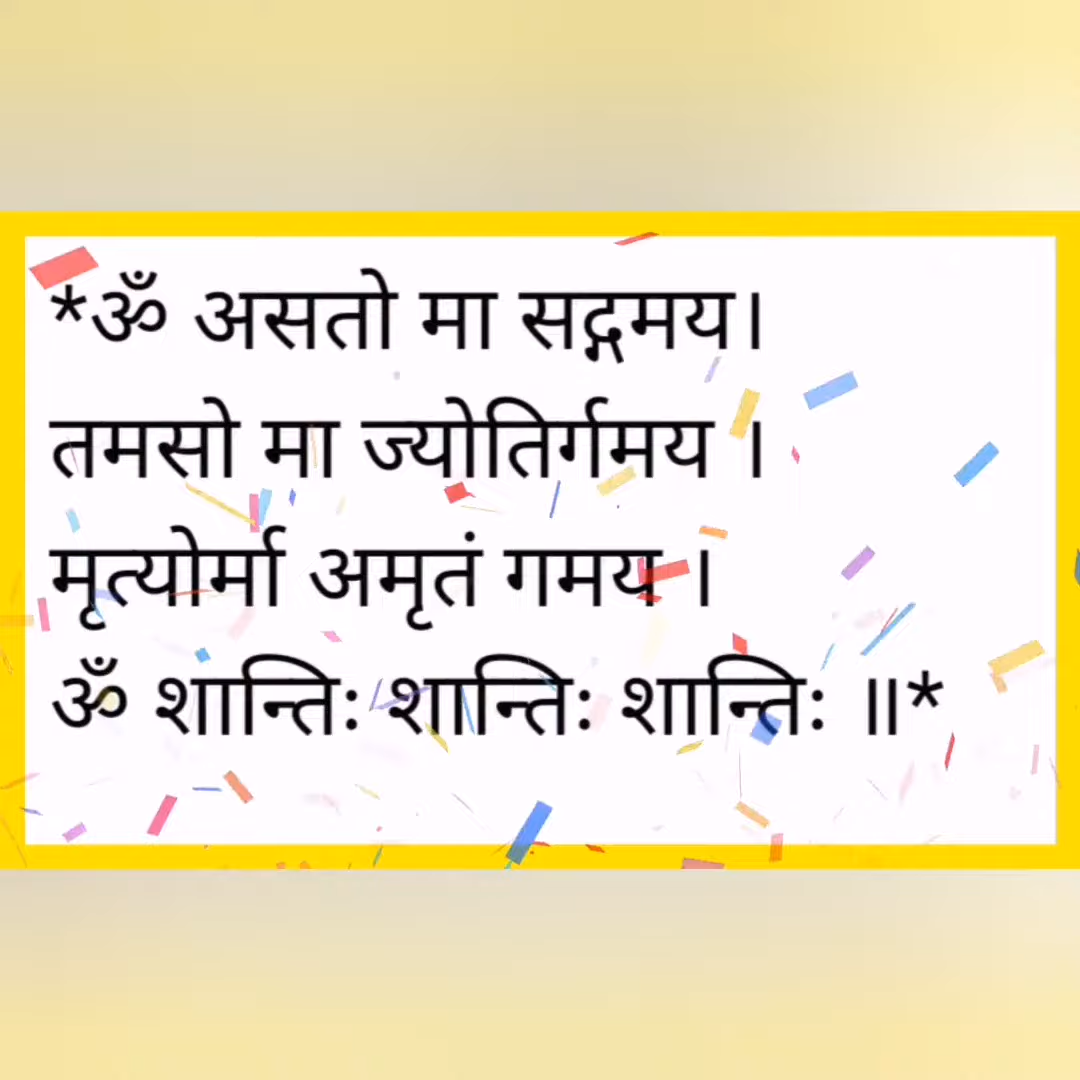 *ॐ असतो मा सद्गमय।
तमसो मा ज्योतिर्गमय ।
मृत्योर्मा अमृतं गमय ।
ॐ शान्तिः शान्तिः शान्तिः ॥*